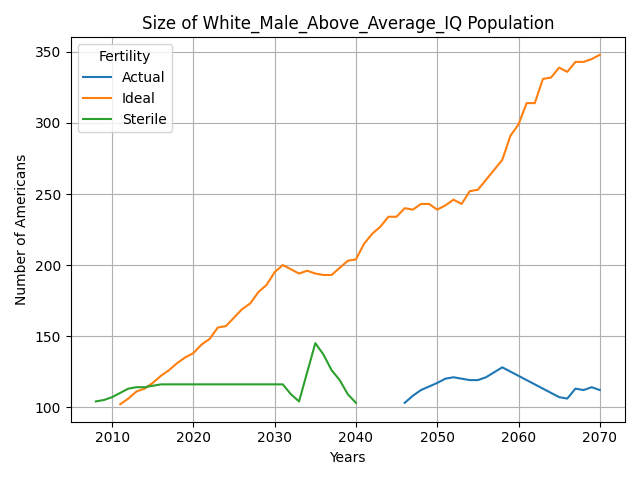 Size of White_Male_Above_Average_IQ Population
Fertility
Actual
Ideal
Sterile
Number of Americans
350
300
250
200
150
100
2010 2020 2030 2040 2050 2060 2070
Years